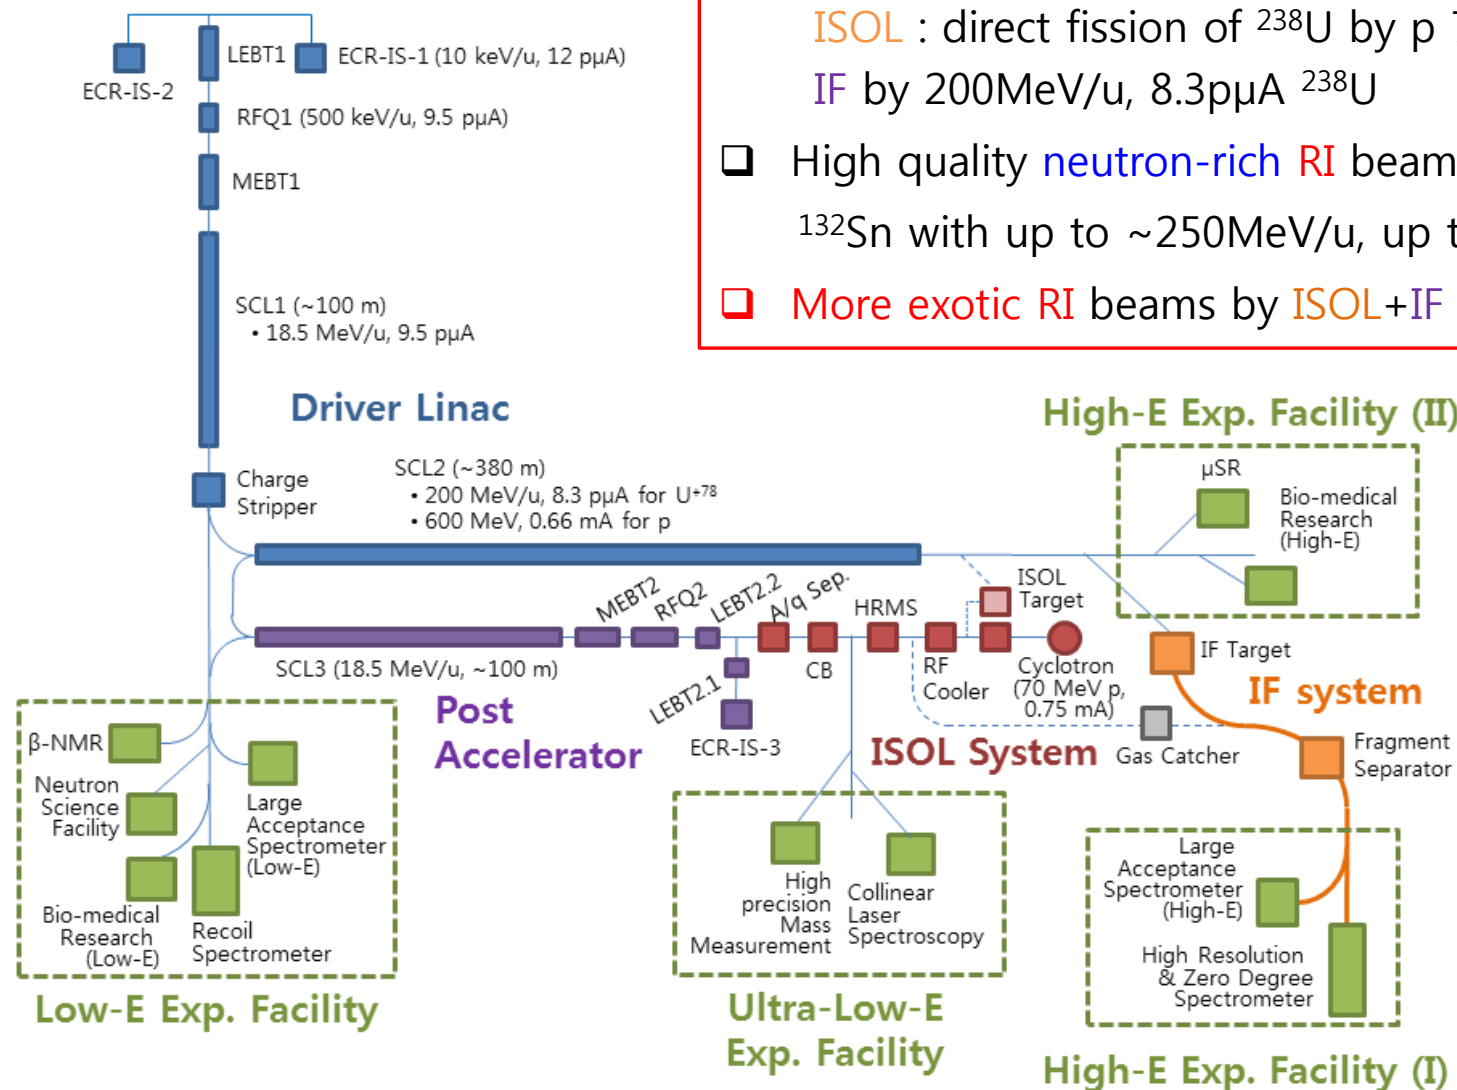 ISOL : direct fission of ²³⁸U by p
IF by 200MeV/u, 8.3pμA ²³⁸U
❑ High quality neutron-rich RI beam
¹³²Sn with up to ~250MeV/u, up
❑ More exotic RI beams by ISOL+IF
LEBT1
ECR-IS-1 (10 keV/u, 12 pμA)
ECR-IS-2
RFQ1 (500 keV/u, 9.5 pμA)
MEBT1
SCL1 (~100 m)
• 18.5 MeV/u, 9.5 pμA
Driver Linac
Charge
Stripper
SCL2 (~380 m)
• 200 MeV/u, 8.3 pμA for U⁺⁷⁸
• 600 MeV, 0.66 mA for p
High-E Exp. Facility (II)
μSR
Bio-medical
Research
(High-E)
MEBT2
RFQ2
LEBT2.2
A/q Sep.
HRMS
ISOL
Target
SCL3 (18.5 MeV/u, ~100 m)
LEBT2.1
CB
RF
Cooler
Cyclotron
(70 MeV p,
0.75 mA)
IF Target
IF system
Post
Accelerator
ECR-IS-3
ISOL System
Gas Catcher
Fragment
Separator
β-NMR
Neutron
Science
Facility
Large
Acceptance
Spectrometer
(Low-E)
Bio-medical
Research
(Low-E)
Recoil
Spectrometer
Low-E Exp. Facility
High
precision
Mass
Measurement
Collinear
Laser
Spectroscopy
Ultra-Low-E
Exp. Facility
Large
Acceptance
Spectrometer
(High-E)
High Resolution
& Zero Degree
Spectrometer
High-E Exp. Facility (I)